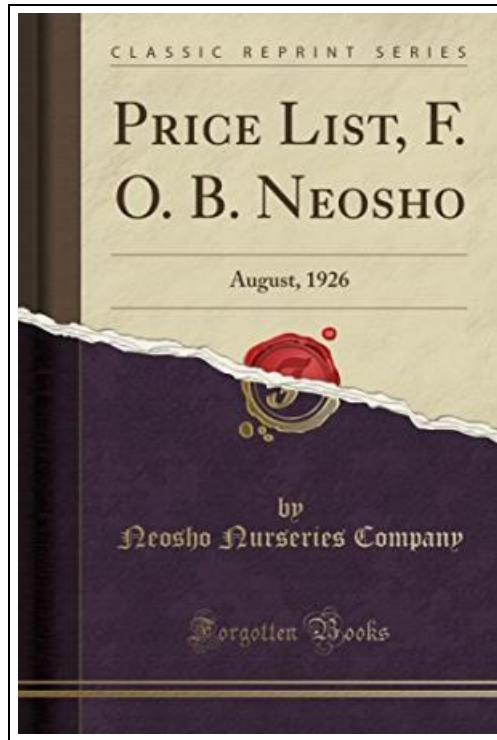 CLASSIC REPRINT SERIES
PRICE LIST, F.
O. B. NEOSHO
August, 1926
by
Neosho Nurseries Company
Forgotten Books